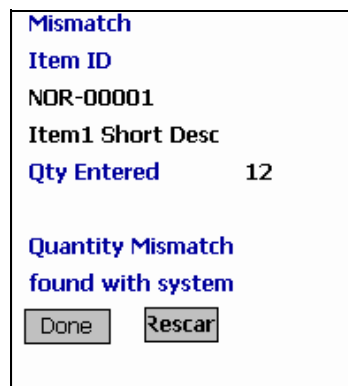 Mismatch
Item ID
NOR-00001
Item1 Short Desc
Qty Entered 12
Quantity Mismatch
found with system
Done Rescar